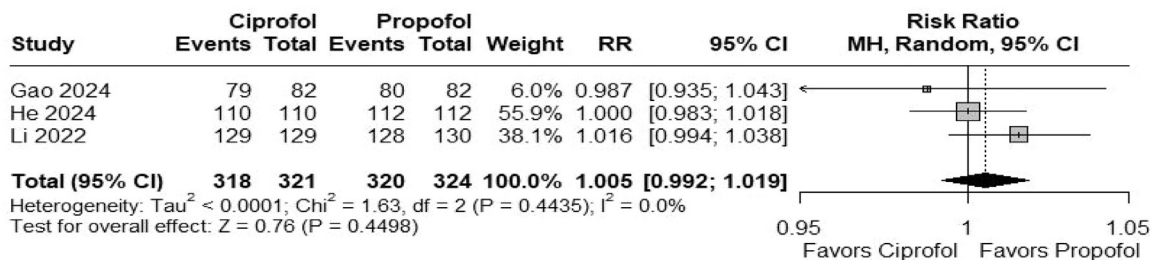 Ciprofol Propofol Risk Ratio
Study Events Total Events Total Weight RR 95% CI MH, Random, 95% CI
Gao 2024 79 82 80 82 6.0% 0.987 [0.935; 1.043]
He 2024 110 110 112 112 55.9% 1.000 [0.983; 1.018]
Li 2022 129 129 128 130 38.1% 1.016 [0.994; 1.038]
Total (95% CI) 318 321 320 324 100.0% 1.005 [0.992; 1.019]
Heterogeneity: Tau² < 0.0001; Chi² = 1.63, df = 2 (P = 0.4435); I² = 0.0%
Test for overall effect: Z = 0.76 (P = 0.4498)
0.95 1 1.05
Favors Ciprofol Favors Propofol